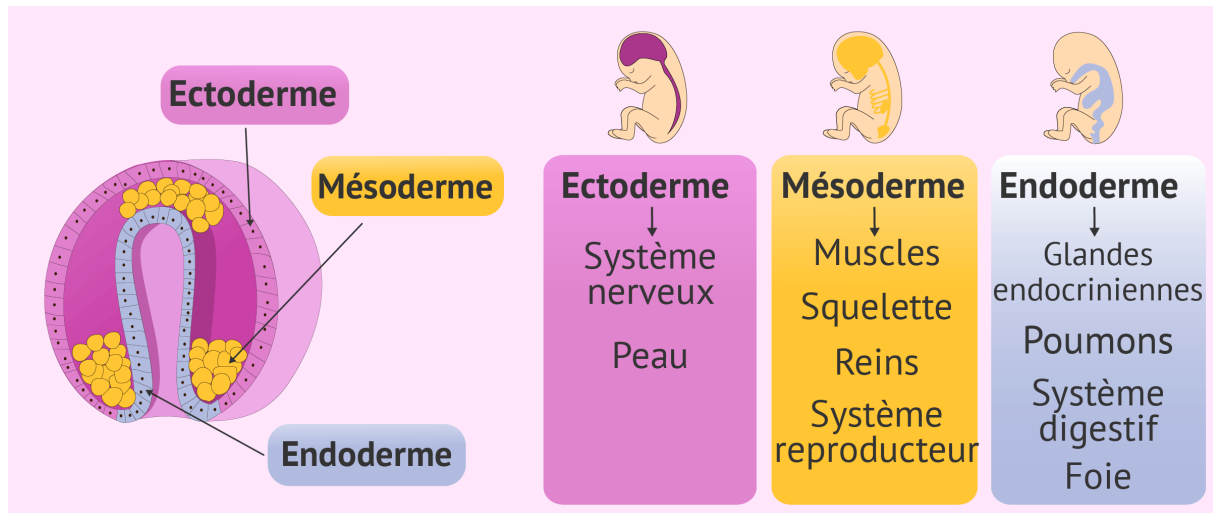 Ectoderme
Mésoderme
Endoderme
Ectoderme
Système
nerveux
Peau
Mésoderme
Muscles
Squelette
Reins
Système
reproducteur
Endoderme
Glandes
endocriniennes
Poumons
Système
digestif
Foie